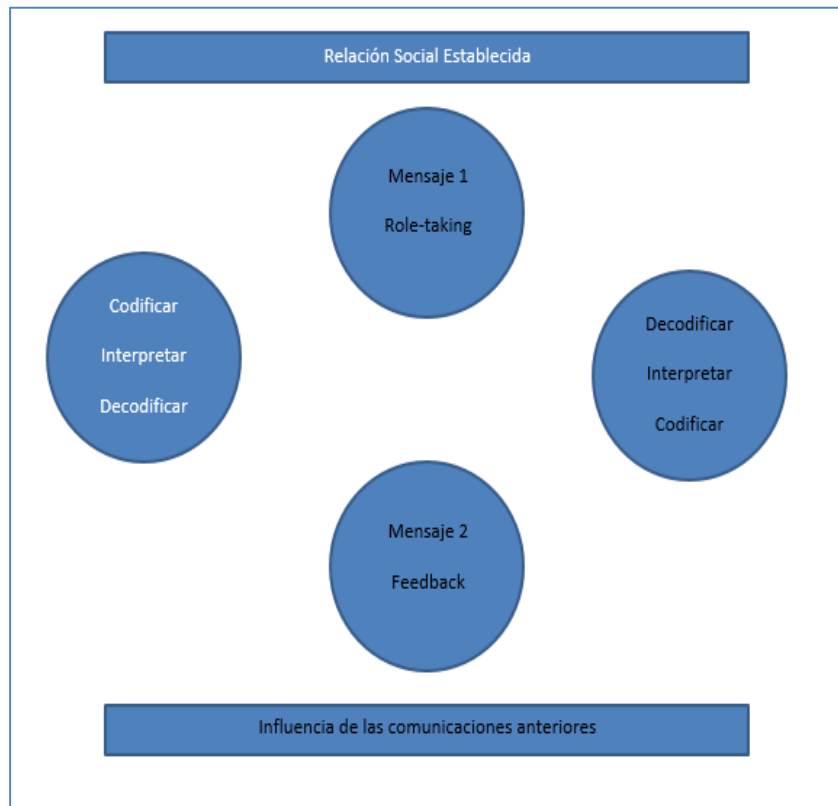 Relación Social Establecida
Mensaje 1
Role-taking
Codificar
Interpretar
Decodificar
Decodificar
Interpretar
Codificar
Mensaje 2
Feedback
Influencia de las comunicaciones anteriores